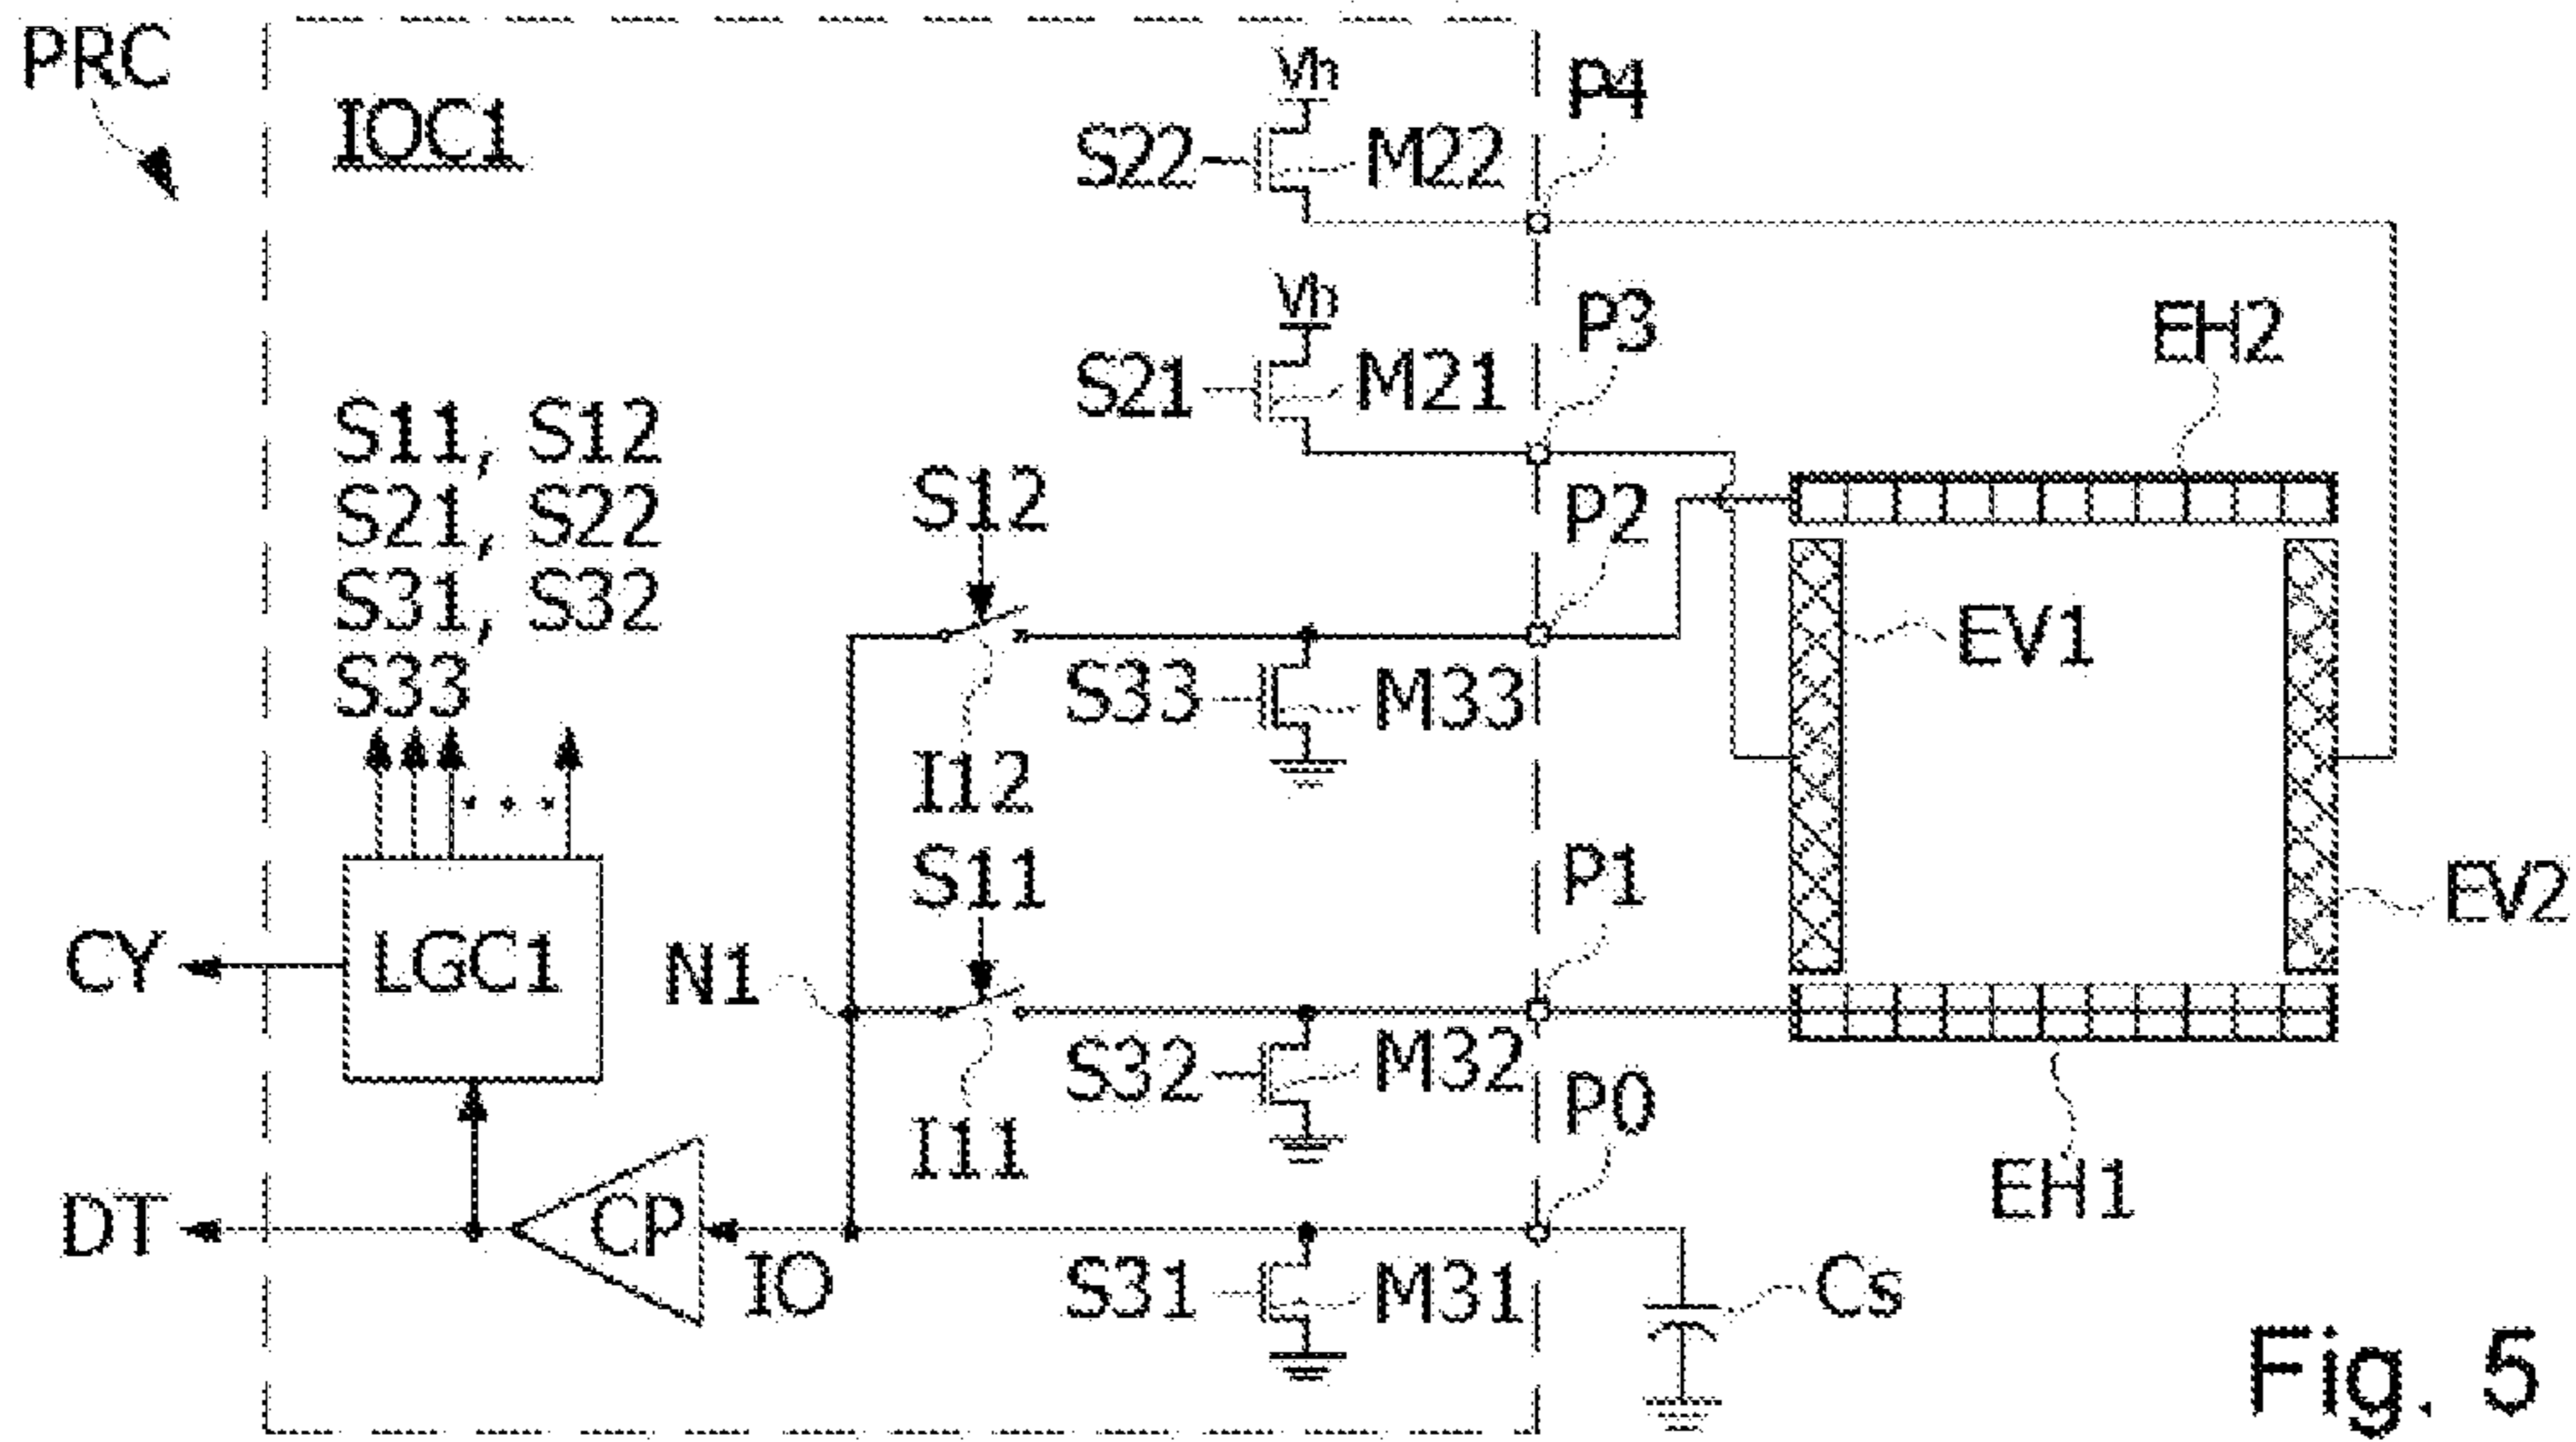 PRC
IOC1
Vh
P4
S22
M22
Vh
P3
S21
M21
EH2
S11, S12
S21, S22
S31, S32
S33
S12
P2
EV1
S33
M33
I12
S11
P1
EV2
CY
LGC1
N1
S32
M32
P0
I11
EH1
DT
CP
IO
S31
M31
Cs
Fig. 5